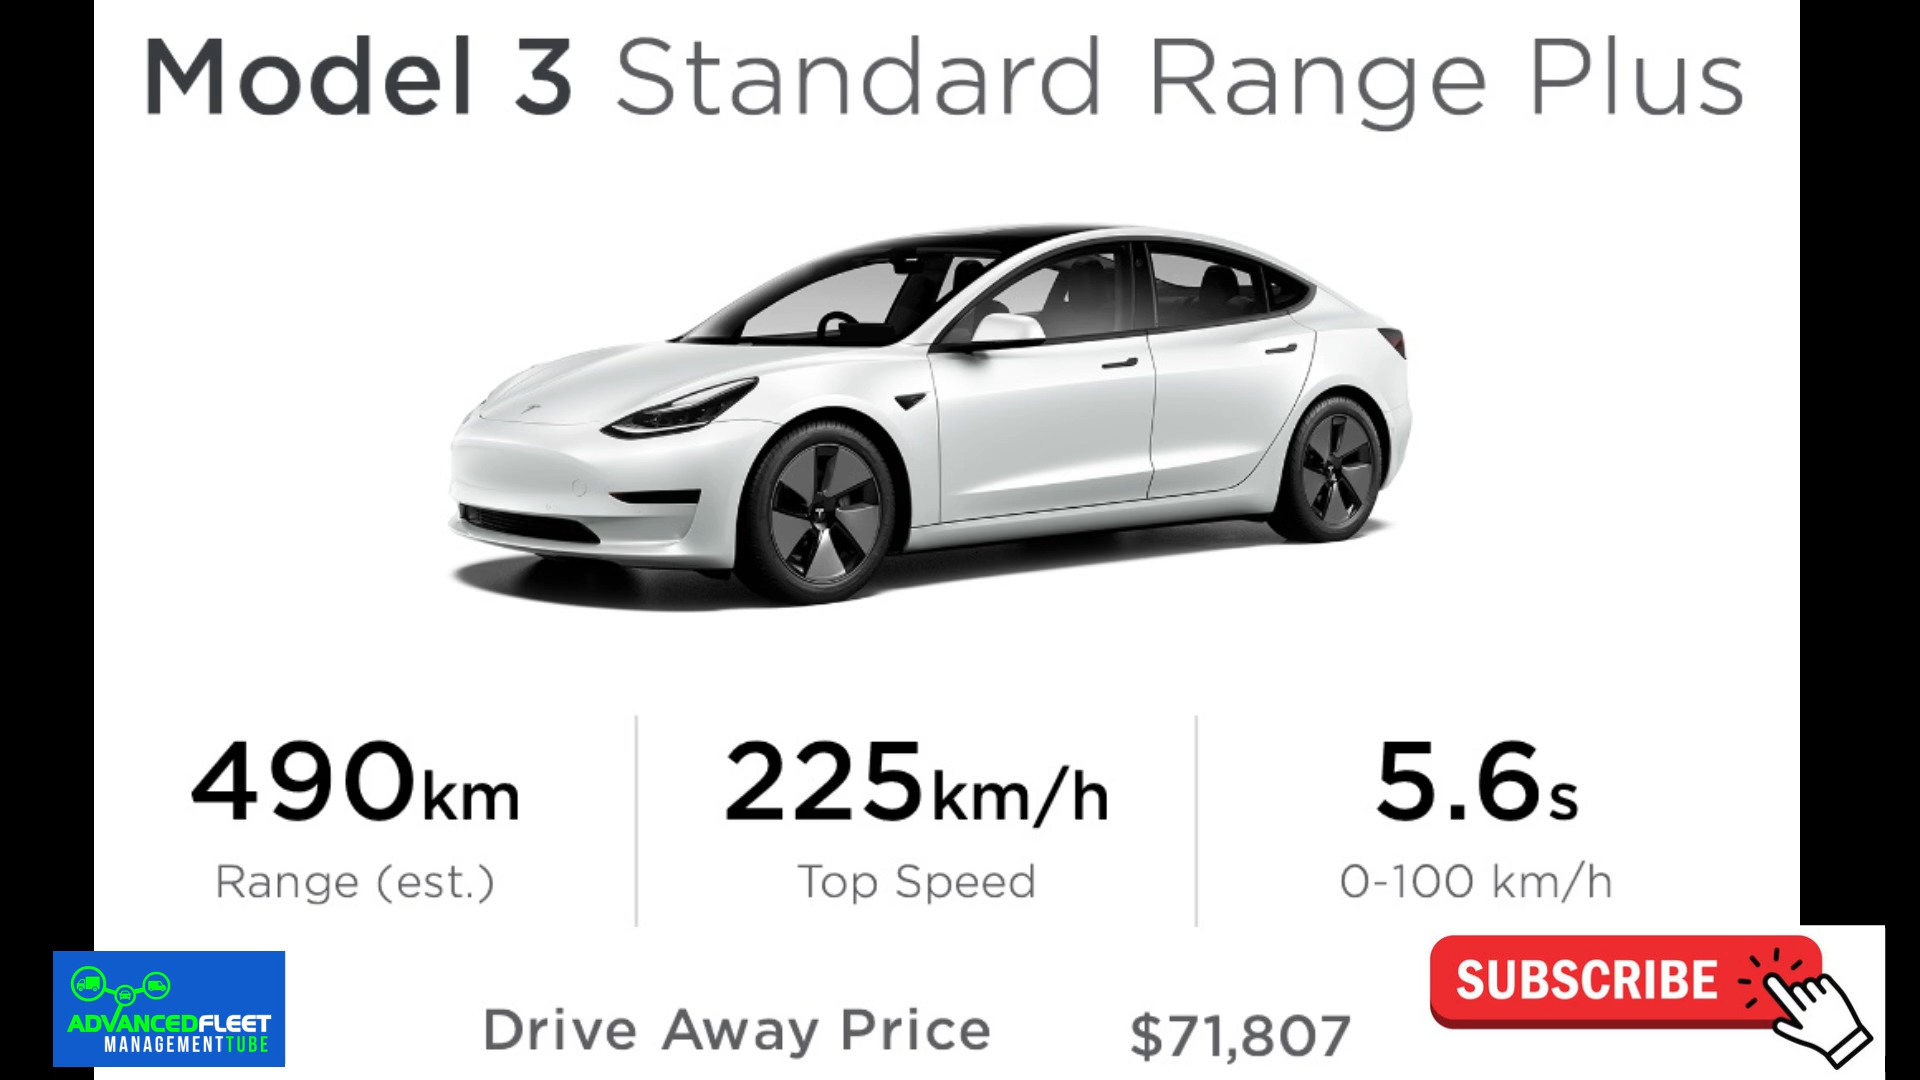 Model 3 Standard Range Plus
490km
Range (est.)
225km/h
Top Speed
5.6s
0-100 km/h
Drive Away Price $71,807
SUBSCRIBE
ADVANCEDFLEET
MANAGEMENTTUBE